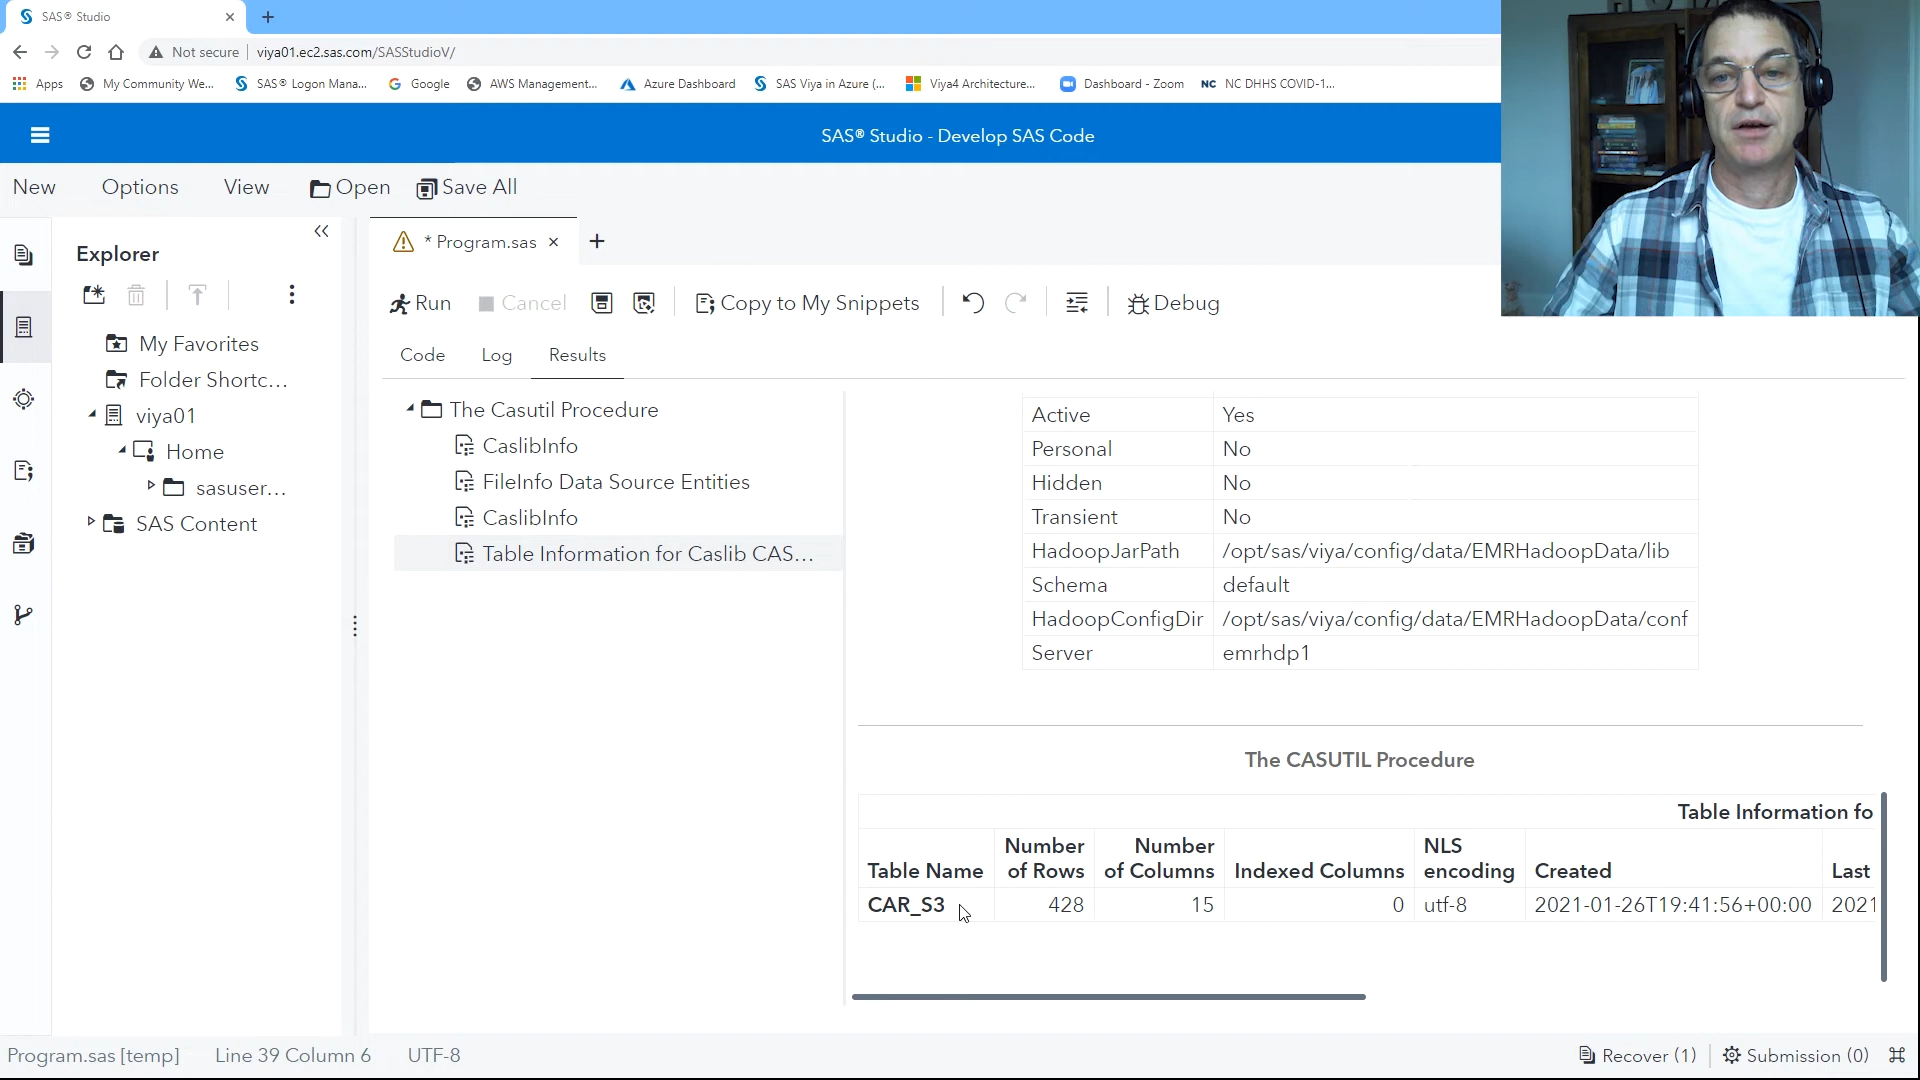 SAS® Studio
Not secure
viya01.ec2.sas.com/SASStudioV/
Apps
My Community We...
SAS® Logon Mana...
Google
AWS Management...
Azure Dashboard
SAS Viya in Azure (...
Viya4 Architecture...
Dashboard - Zoom
NC NC DHHS COVID-1...
SAS® Studio - Develop SAS Code
New
Options
View
Open
Save All
Explorer
My Favorites
Folder Shortc...
viya01
Home
sasuser...
SAS Content
* Program.sas
Run
Cancel
Copy to My Snippets
Debug
Code
Log
Results
The Casutil Procedure
CaslibInfo
FileInfo Data Source Entities
CaslibInfo
Table Information for Caslib CAS...
Active Yes
Personal No
Hidden No
Transient No
HadoopJarPath /opt/sas/viya/config/data/EMRHadoopData/lib
Schema default
HadoopConfigDir /opt/sas/viya/config/data/EMRHadoopData/conf
Server emrhdp1
The CASUTIL Procedure
Table Information fo
Table Name Number of Rows Number of Columns Indexed Columns NLS encoding Created Last
CAR_S3 428 15 0 utf-8 2021-01-26T19:41:56+00:00 2021
Program.sas [temp]
Line 39 Column 6
UTF-8
Recover (1)
Submission (0)